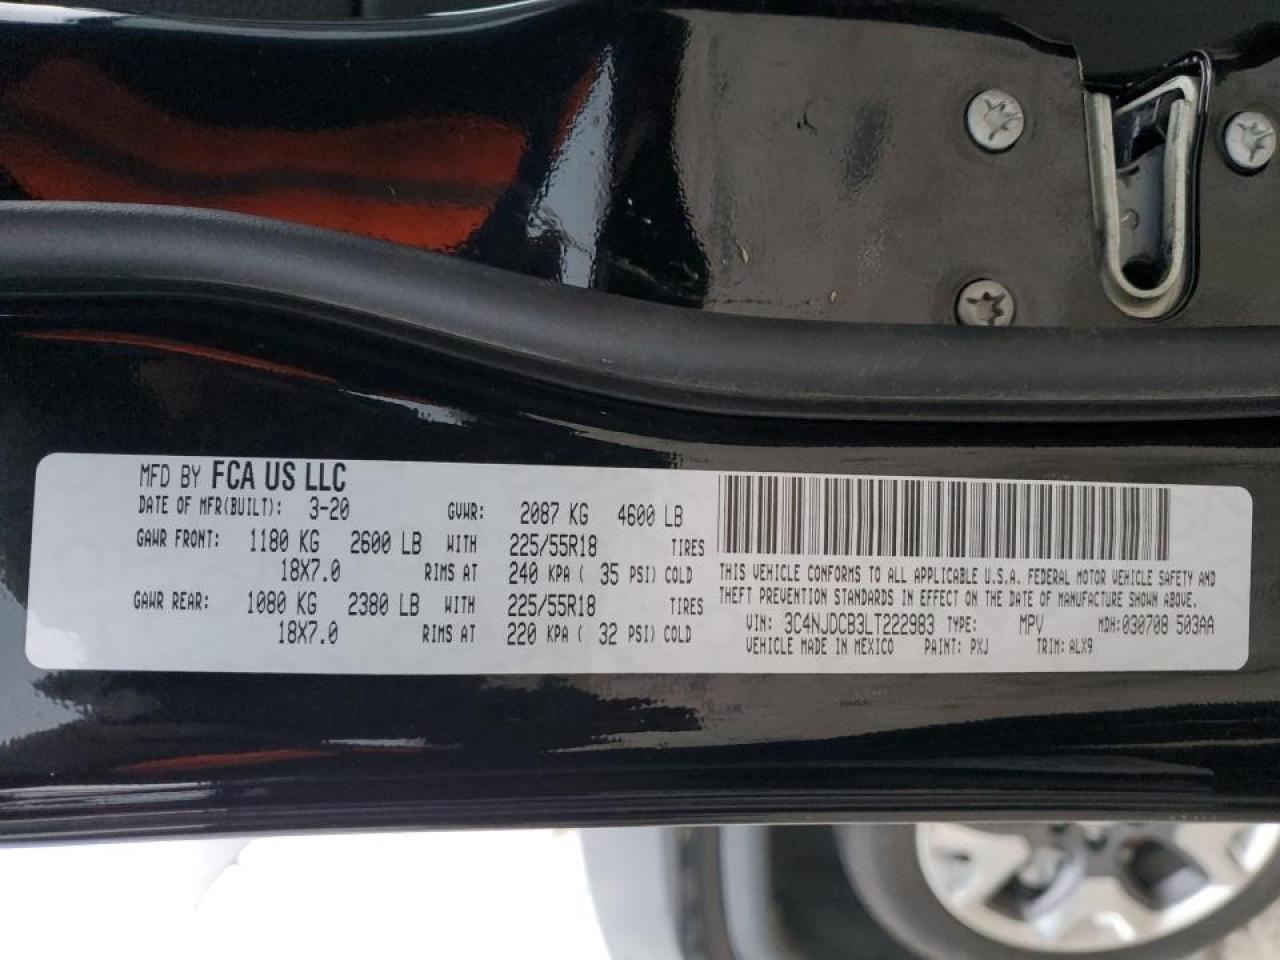 MFD BY FCA US LLC
DATE OF MFR(BUILT): 3-20 GVWR: 2087 KG 4600 LB
GAWR FRONT: 1180 KG 2600 LB WITH 225/55R18 TIRES
18X7.0 RIMS AT 240 KPA ( 35 PSI) COLD
GAWR REAR: 1080 KG 2380 LB WITH 225/55R18 TIRES
18X7.0 RIMS AT 220 KPA ( 32 PSI) COLD
THIS VEHICLE CONFORMS TO ALL APPLICABLE U.S.A. FEDERAL MOTOR VEHICLE SAFETY AND
THEFT PREVENTION STANDARDS IN EFFECT ON THE DATE OF MANUFACTURE SHOWN ABOVE.
VIN: 3C4NJDCB3LT222983 TYPE: MPV MDH:030708 503AA
VEHICLE MADE IN MEXICO PAINT: PXJ TRIM: ALX9